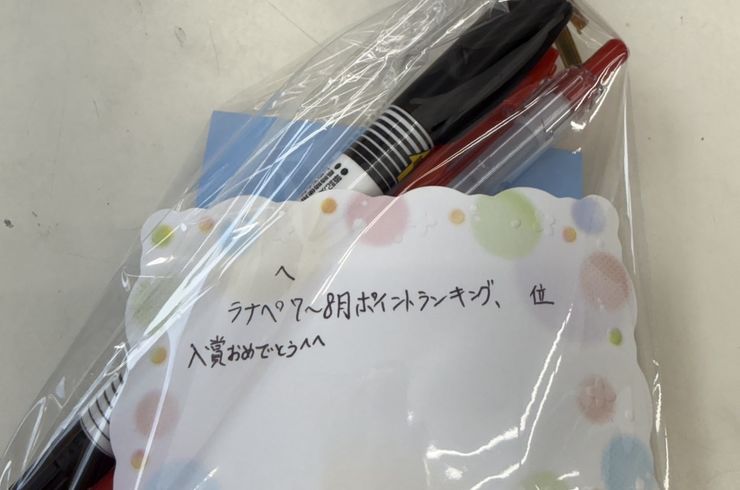 へ
ラナペ 7〜8月ポイントランキング、 位
入賞おめでとう^^